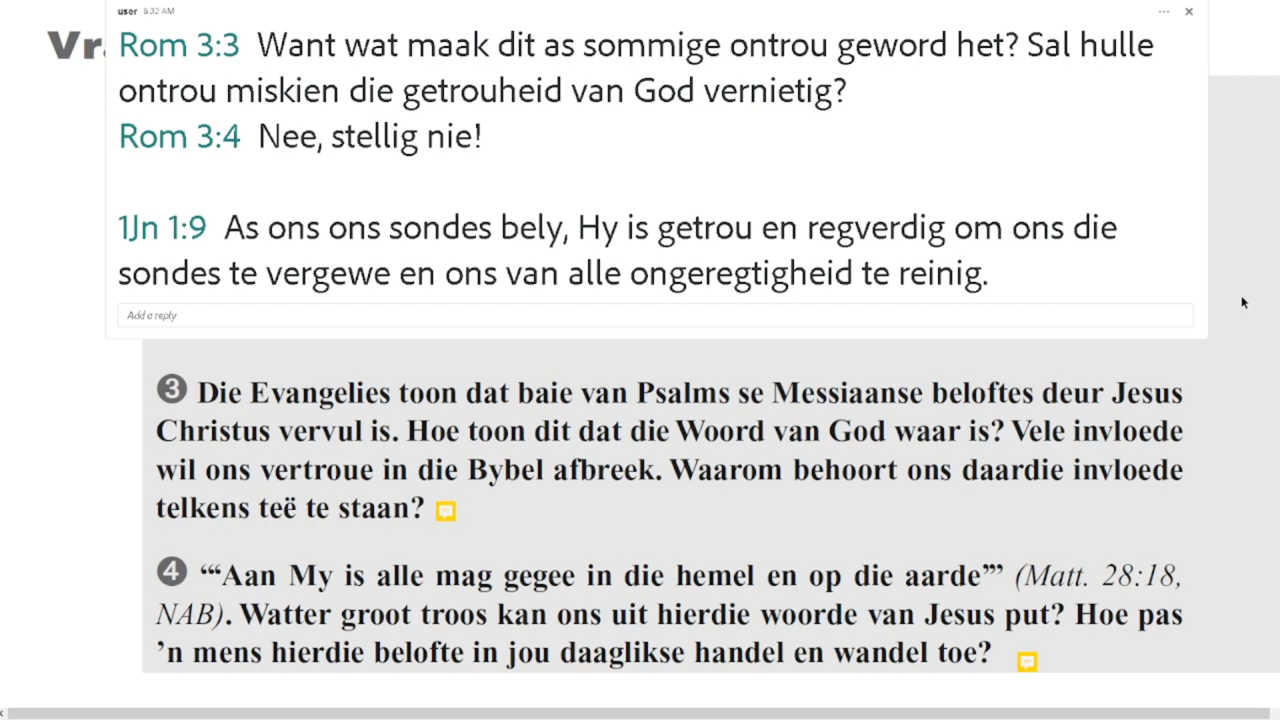 user 5:32 AM
Vr
Rom 3:3 Want wat maak dit as sommige ontrou geword het? Sal hulle
ontrou miskien die getrouheid van God vernietig?
Rom 3:4 Nee, stellig nie!
1Jn 1:9 As ons ons sondes bely, Hy is getrou en regverdig om ons die
sondes te vergewe en ons van alle ongeregtigheid te reinig.
Add a reply
3 Die Evangelies toon dat baie van Psalms se Messiaanse beloftes deur Jesus
Christus vervul is. Hoe toon dit dat die Woord van God waar is? Vele invloede
wil ons vertroue in die Bybel afbreek. Waarom behoort ons daardie invloede
telkens teë te staan?
4 “‘Aan My is alle mag gegee in die hemel en op die aarde’” (Matt. 28:18,
NAB). Watter groot troos kan ons uit hierdie woorde van Jesus put? Hoe pas
’n mens hierdie belofte in jou daaglikse handel en wandel toe?